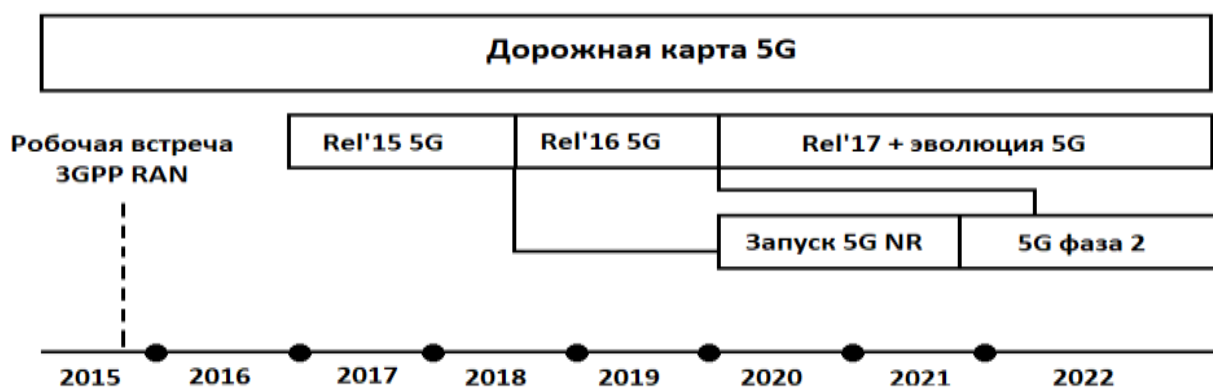 Дорожная карта 5G
Робочая встреча
3GPP RAN
Rel'15 5G
Rel'16 5G
Rel'17 + эволюция 5G
Запуск 5G NR
5G фаза 2
2015
2016
2017
2018
2019
2020
2021
2022